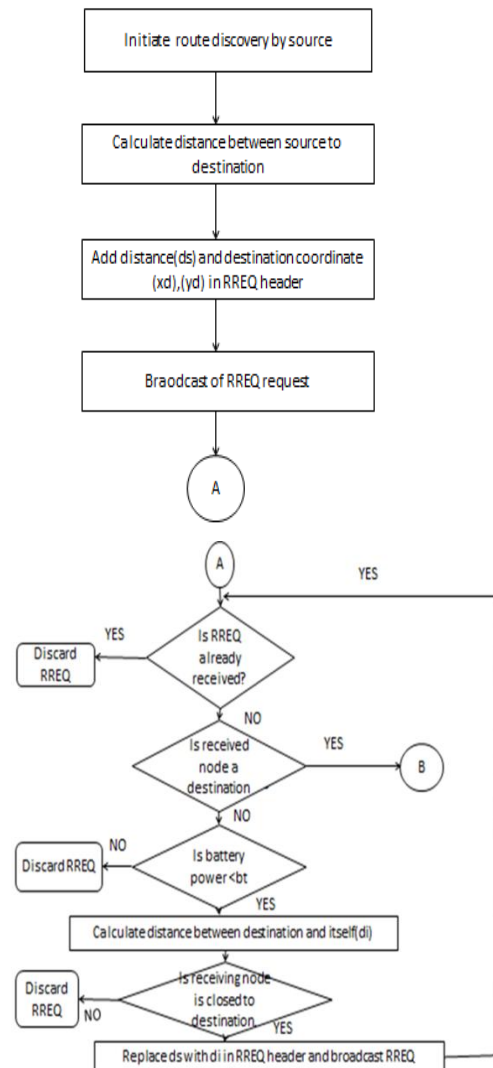 Initiate route discovery by source
Calculate distance between source to
destination
Add distance(ds) and destination coordinate
(xd),(yd) in RREQ header
Braodcast of RREQ request
A
A
YES
YES
Is RREQ
already
received?
Discard
RREQ
NO
Is received
node a
destination
YES
B
NO
NO
Is battery
power<bt
Discard RREQ
YES
Calculate distance between destination and itself(di)
Is receiving node
is closed to
destination
Discard
RREQ
NO
YES
Replace ds with di in RREQ header and broadcast RREQ